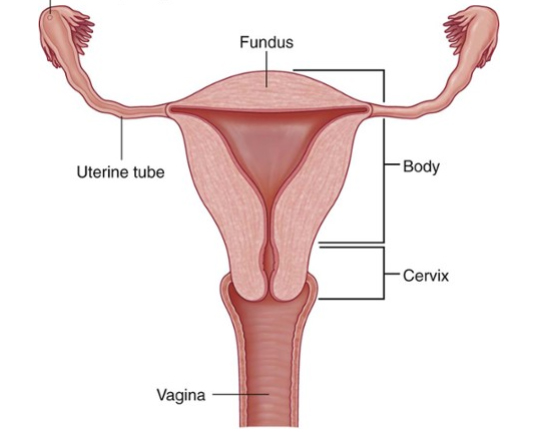 Fundus
Uterine tube
Body
Cervix
Vagina